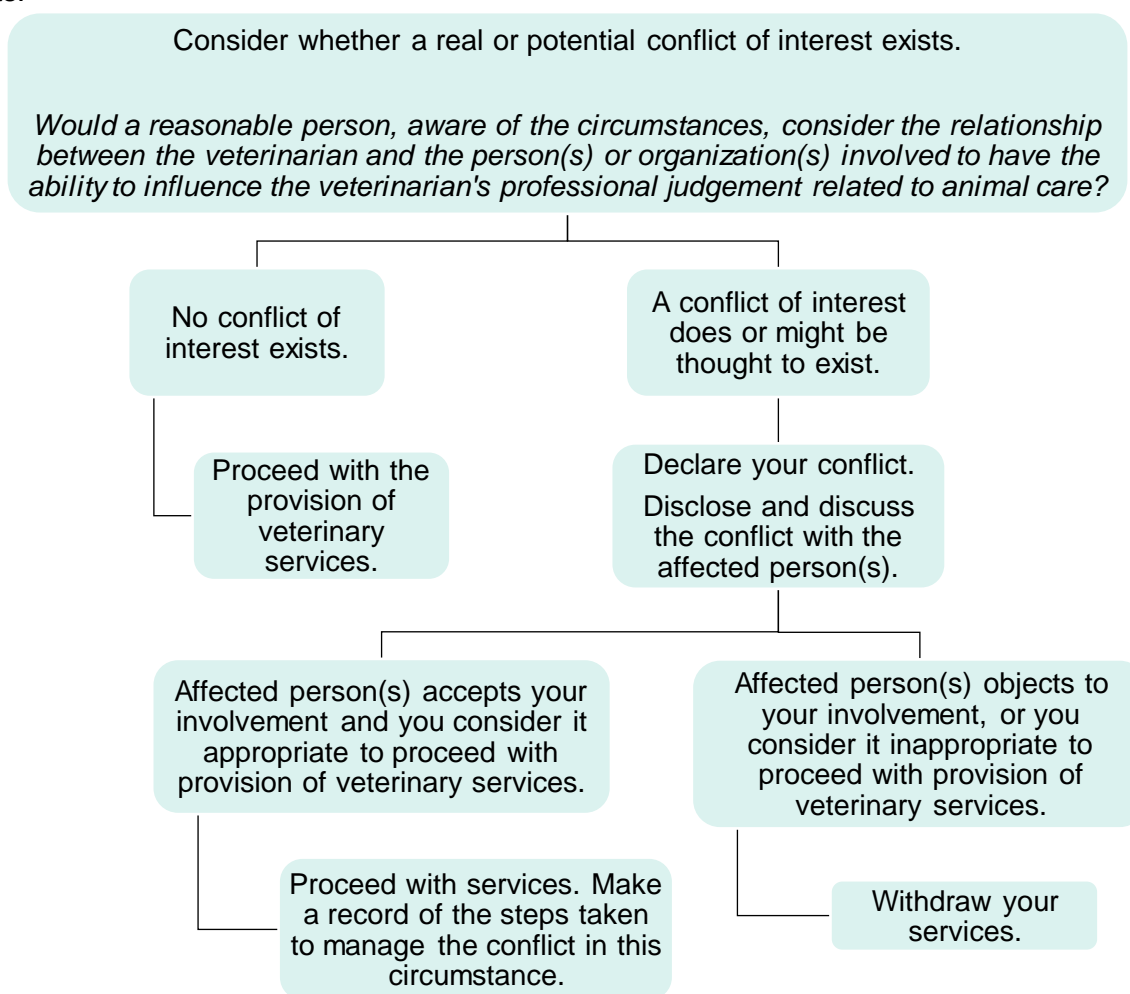 Consider whether a real or potential conflict of interest exists.
Would a reasonable person, aware of the circumstances, consider the relationship
between the veterinarian and the person(s) or organization(s) involved to have the
ability to influence the veterinarian's professional judgement related to animal care?
No conflict of
interest exists.
A conflict of interest
does or might be
thought to exist.
Proceed with the
provision of
veterinary
services.
Declare your conflict.
Disclose and discuss
the conflict with the
affected person(s).
Affected person(s) accepts your
involvement and you consider it
appropriate to proceed with
provision of veterinary services.
Affected person(s) objects to
your involvement, or you
consider it inappropriate to
proceed with provision of
veterinary services.
Proceed with services. Make
a record of the steps taken
to manage the conflict in this
circumstance.
Withdraw your
services.